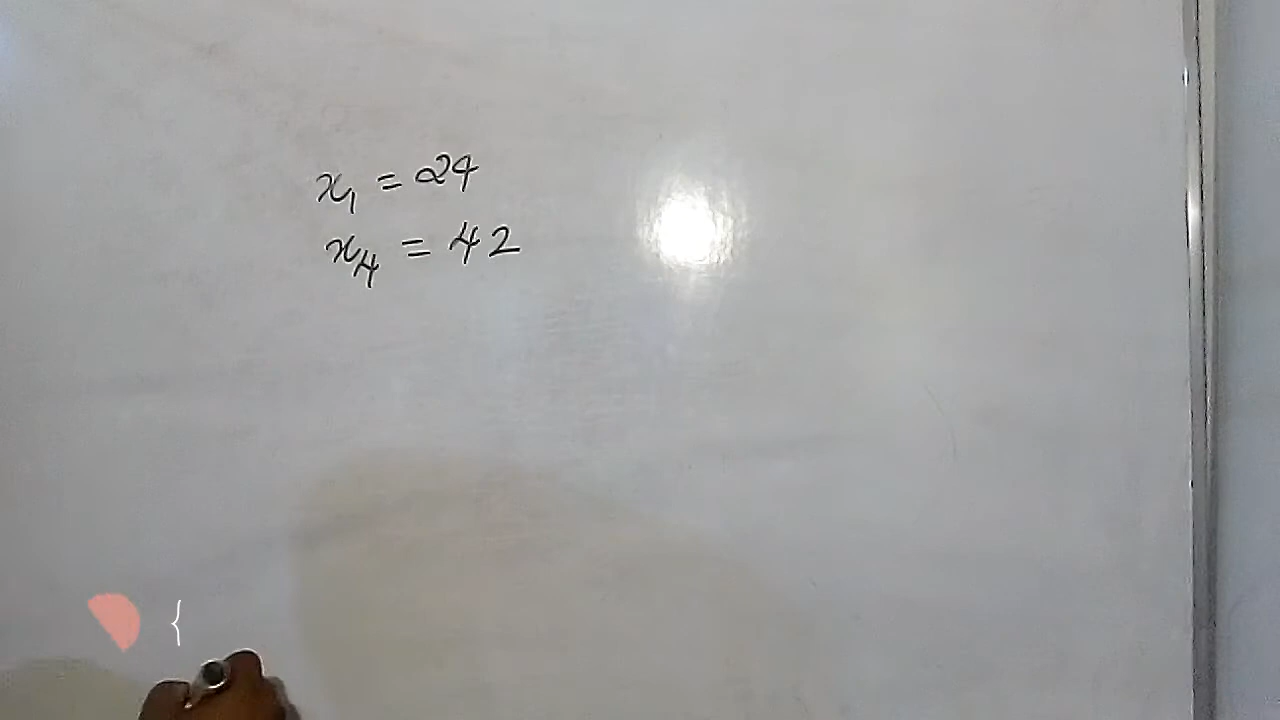 x₁ = 24
x₄ = 42
{